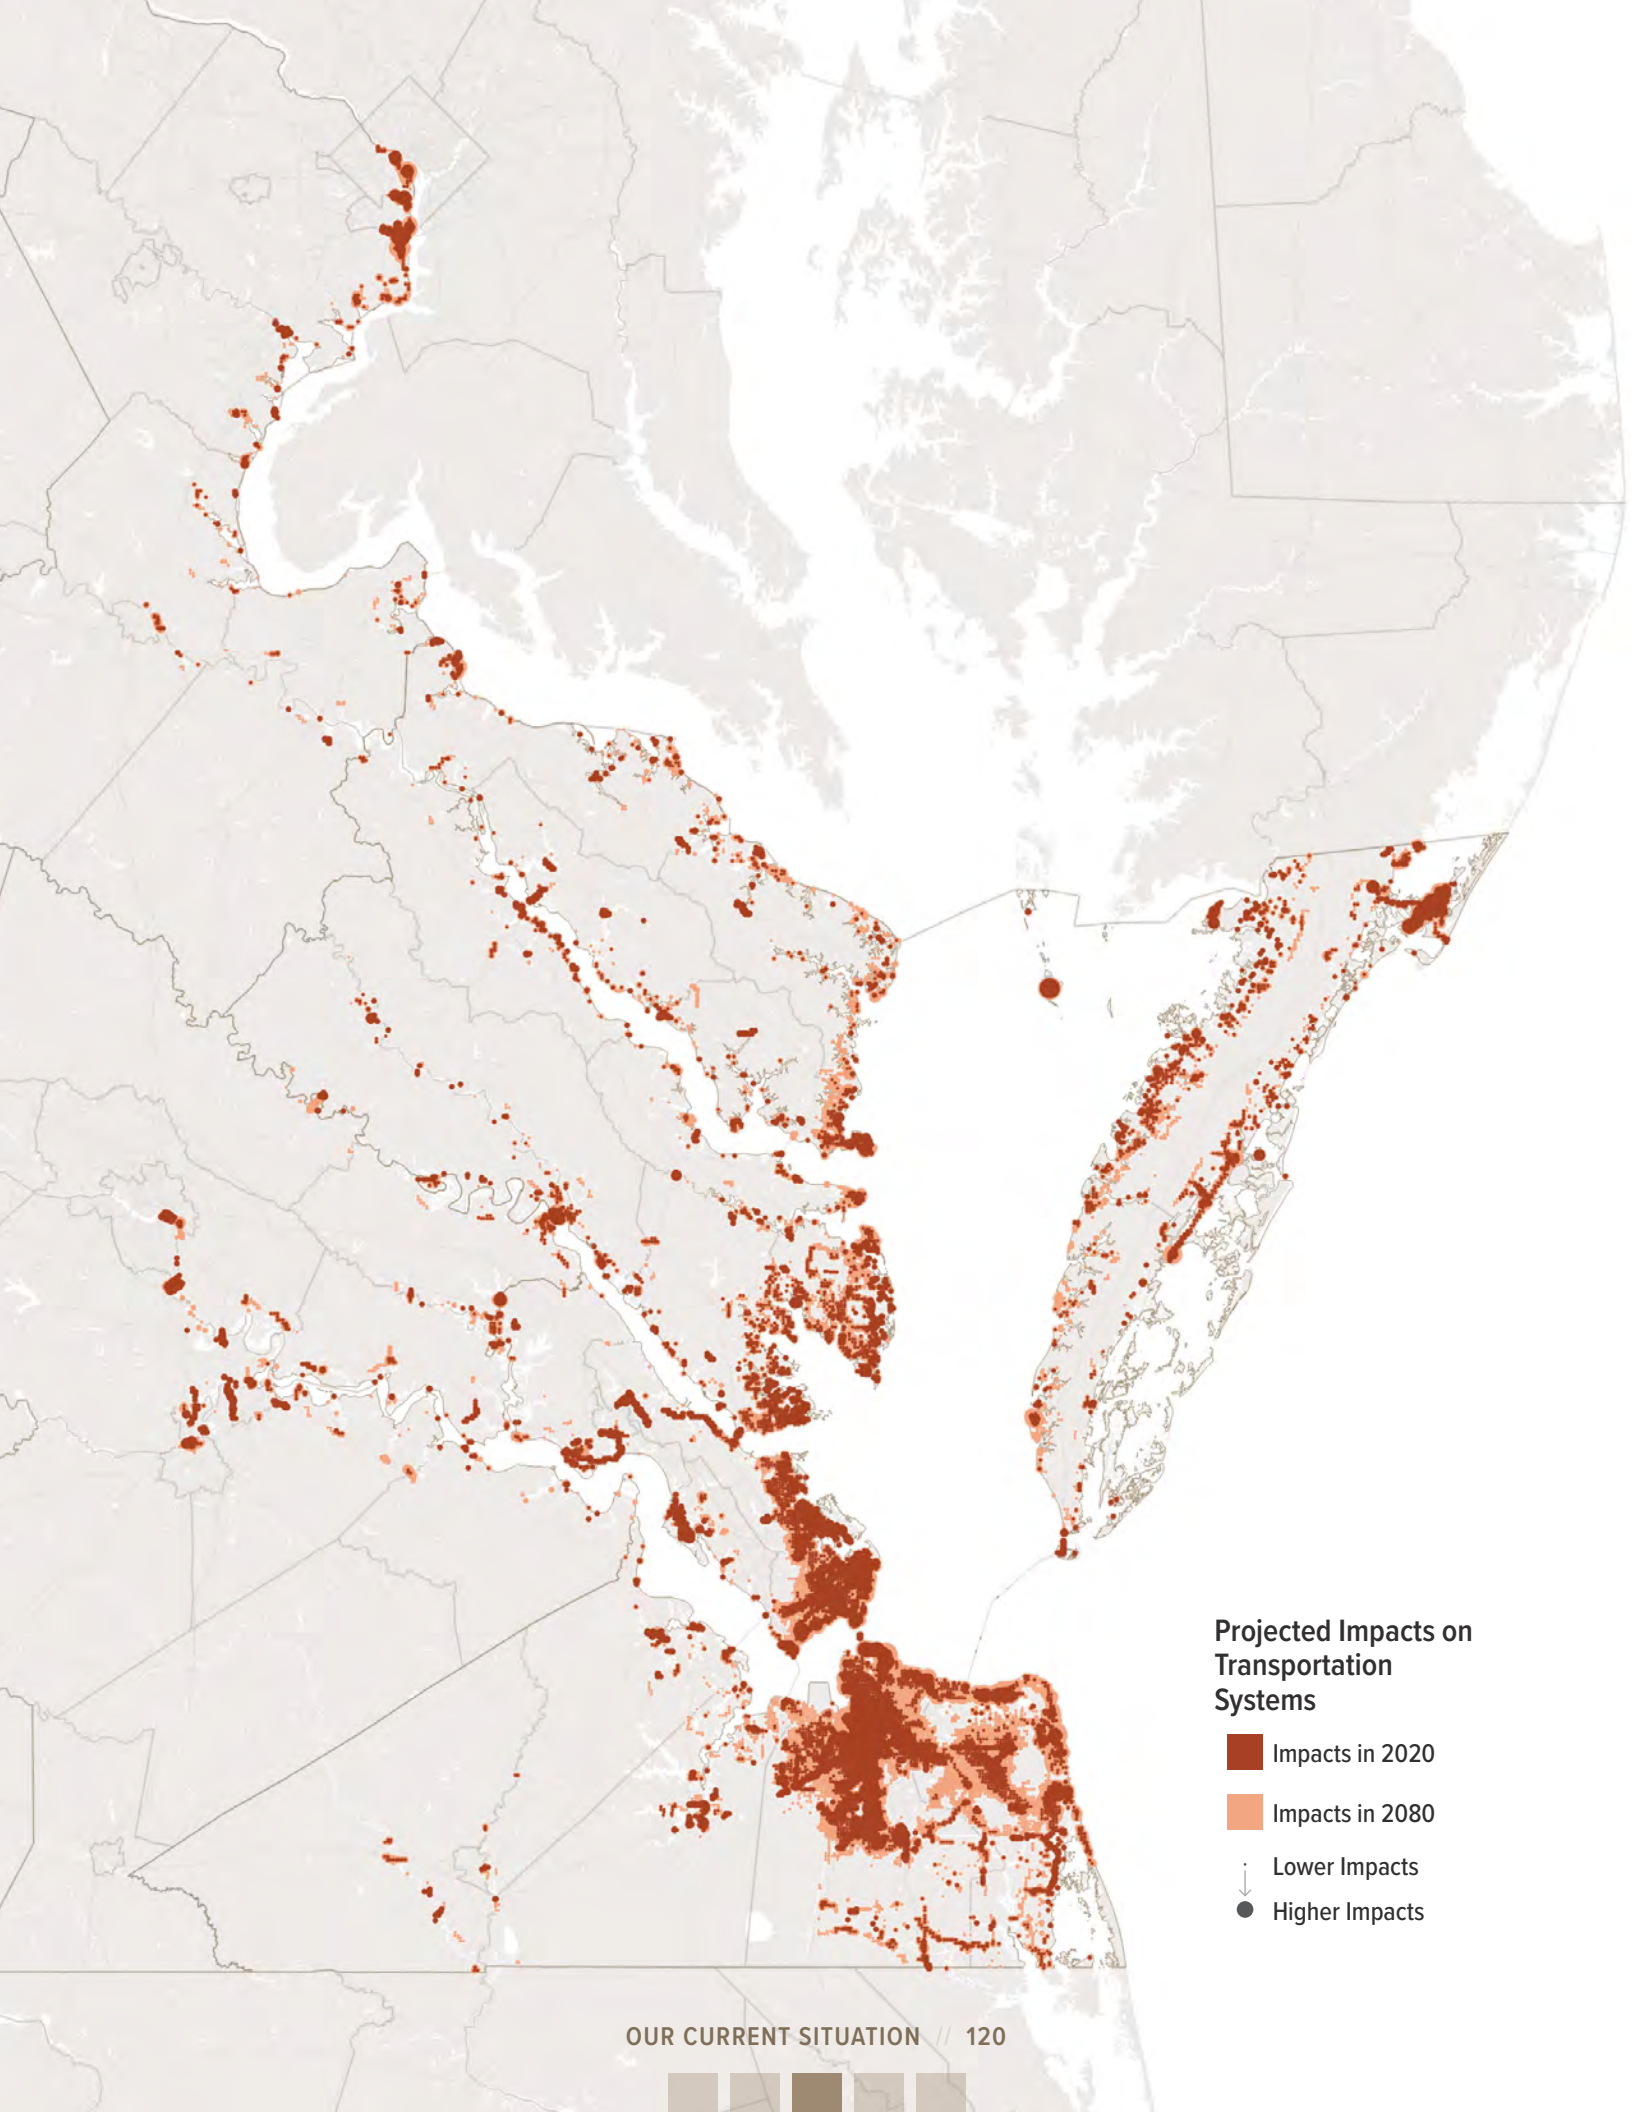 Projected Impacts on
Transportation
Systems
Impacts in 2020
Impacts in 2080
Lower Impacts
Higher Impacts
OUR CURRENT SITUATION // 120